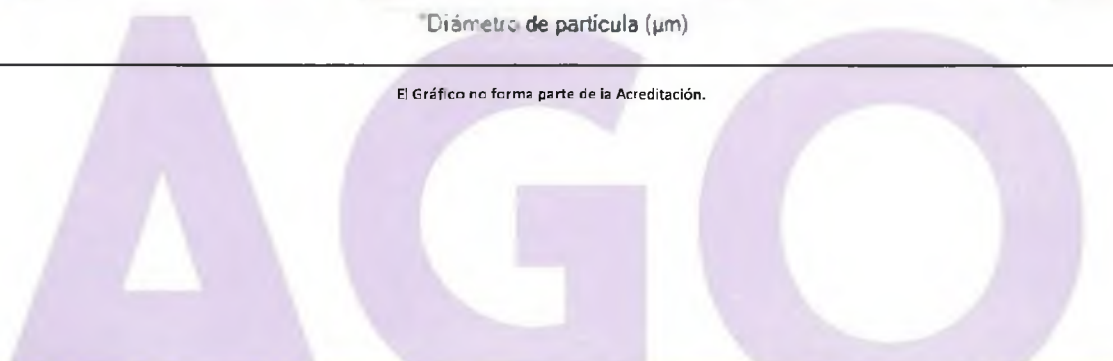 *Diámetro de partícula (µm)
El Gráfico no forma parte de la Acreditación.
AGO